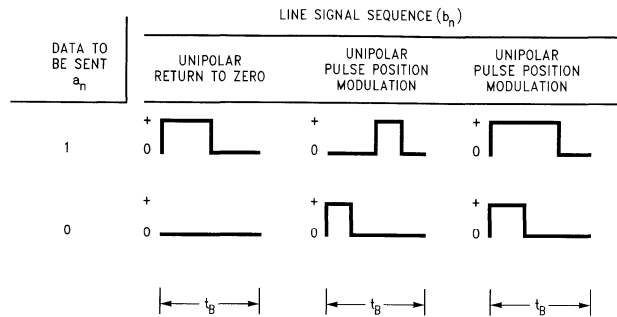 LINE SIGNAL SEQUENCE (bn)
DATA TO
BE SENT
an
UNIPOLAR
RETURN TO ZERO
UNIPOLAR
PULSE POSITION
MODULATION
UNIPOLAR
PULSE POSITION
MODULATION
1
+
0
+
0
+
0
0
+
0
+
0
+
0
tB
tB
tB